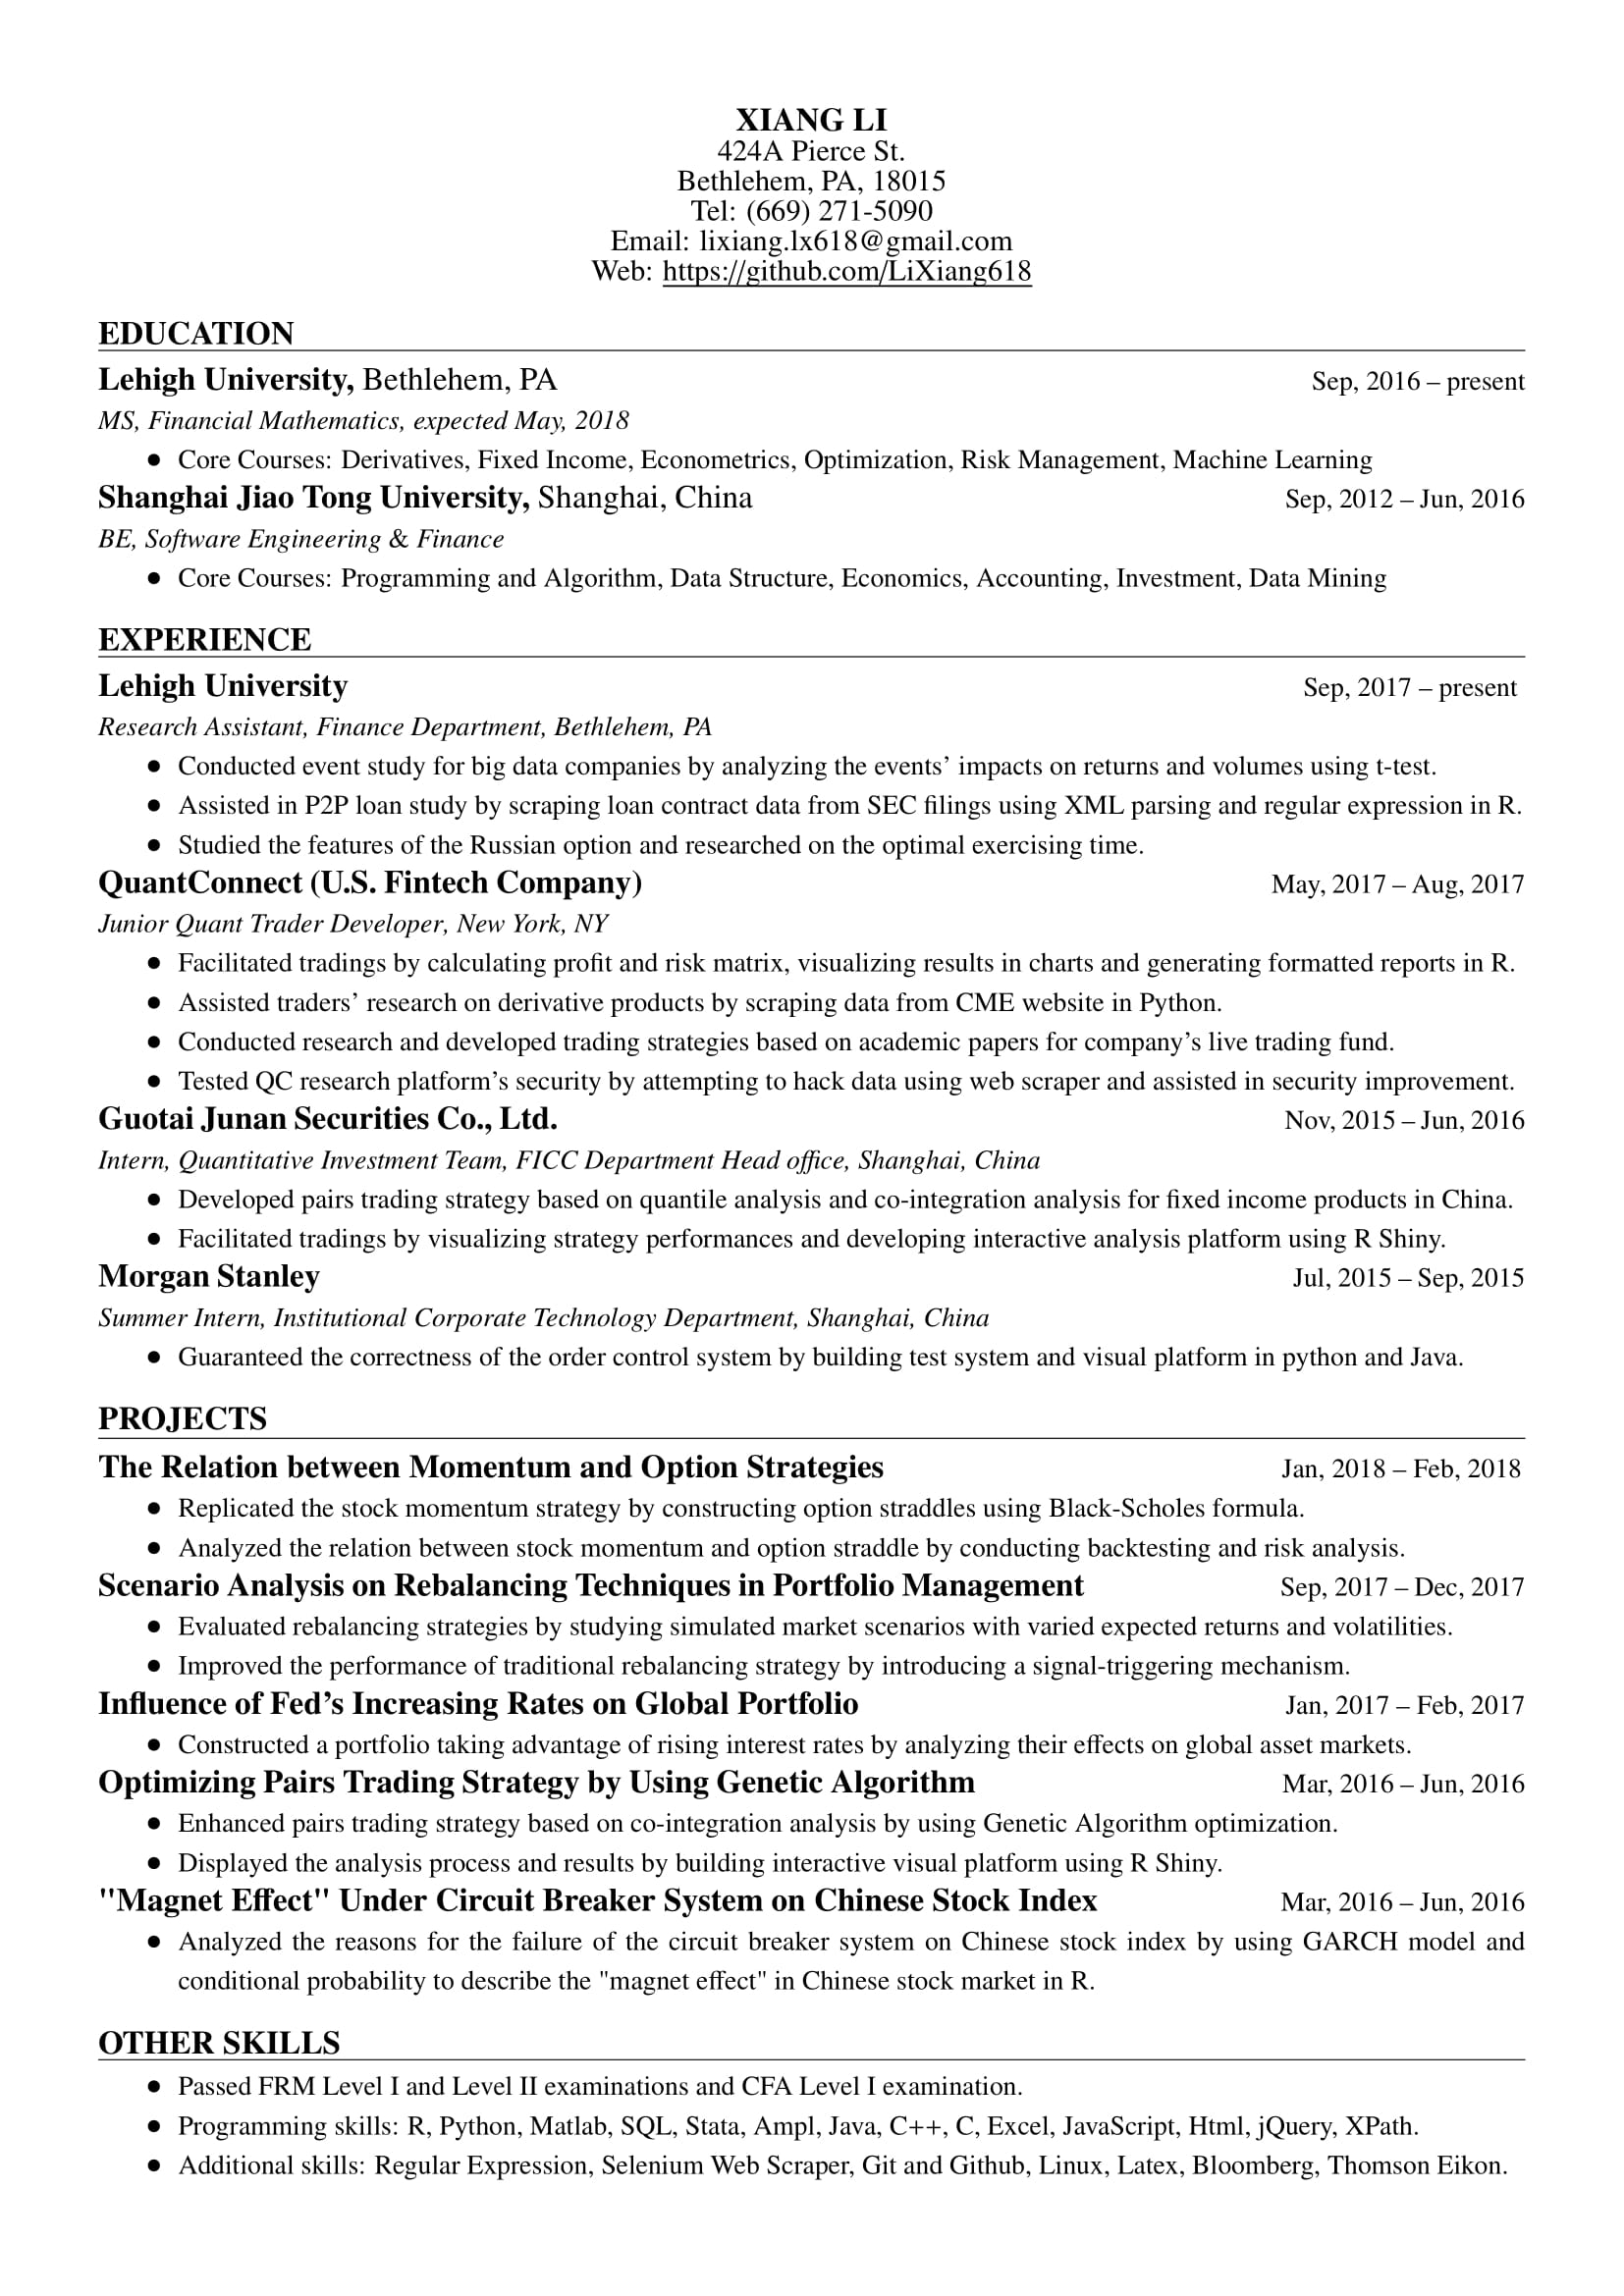 XIANG LI
424A Pierce St.
Bethlehem, PA, 18015
Tel: (669) 271-5090
Email: lixiang.lx618@gmail.com
Web: https://github.com/LiXiang618
EDUCATION
Lehigh University, Bethlehem, PA Sep, 2016 – present
MS, Financial Mathematics, expected May, 2018
● Core Courses: Derivatives, Fixed Income, Econometrics, Optimization, Risk Management, Machine Learning
Shanghai Jiao Tong University, Shanghai, China Sep, 2012 – Jun, 2016
BE, Software Engineering & Finance
● Core Courses: Programming and Algorithm, Data Structure, Economics, Accounting, Investment, Data Mining
EXPERIENCE
Lehigh University Sep, 2017 – present
Research Assistant, Finance Department, Bethlehem, PA
● Conducted event study for big data companies by analyzing the events’ impacts on returns and volumes using t-test.
● Assisted in P2P loan study by scraping loan contract data from SEC filings using XML parsing and regular expression in R.
● Studied the features of the Russian option and researched on the optimal exercising time.
QuantConnect (U.S. Fintech Company) May, 2017 – Aug, 2017
Junior Quant Trader Developer, New York, NY
● Facilitated tradings by calculating profit and risk matrix, visualizing results in charts and generating formatted reports in R.
● Assisted traders’ research on derivative products by scraping data from CME website in Python.
● Conducted research and developed trading strategies based on academic papers for company’s live trading fund.
● Tested QC research platform’s security by attempting to hack data using web scraper and assisted in security improvement.
Guotai Junan Securities Co., Ltd. Nov, 2015 – Jun, 2016
Intern, Quantitative Investment Team, FICC Department Head office, Shanghai, China
● Developed pairs trading strategy based on quantile analysis and co-integration analysis for fixed income products in China.
● Facilitated tradings by visualizing strategy performances and developing interactive analysis platform using R Shiny.
Morgan Stanley Jul, 2015 – Sep, 2015
Summer Intern, Institutional Corporate Technology Department, Shanghai, China
● Guaranteed the correctness of the order control system by building test system and visual platform in python and Java.
PROJECTS
The Relation between Momentum and Option Strategies Jan, 2018 – Feb, 2018
● Replicated the stock momentum strategy by constructing option straddles using Black-Scholes formula.
● Analyzed the relation between stock momentum and option straddle by conducting backtesting and risk analysis.
Scenario Analysis on Rebalancing Techniques in Portfolio Management Sep, 2017 – Dec, 2017
● Evaluated rebalancing strategies by studying simulated market scenarios with varied expected returns and volatilities.
● Improved the performance of traditional rebalancing strategy by introducing a signal-triggering mechanism.
Influence of Fed’s Increasing Rates on Global Portfolio Jan, 2017 – Feb, 2017
● Constructed a portfolio taking advantage of rising interest rates by analyzing their effects on global asset markets.
Optimizing Pairs Trading Strategy by Using Genetic Algorithm Mar, 2016 – Jun, 2016
● Enhanced pairs trading strategy based on co-integration analysis by using Genetic Algorithm optimization.
● Displayed the analysis process and results by building interactive visual platform using R Shiny.
"Magnet Effect" Under Circuit Breaker System on Chinese Stock Index Mar, 2016 – Jun, 2016
● Analyzed the reasons for the failure of the circuit breaker system on Chinese stock index by using GARCH model and
conditional probability to describe the "magnet effect" in Chinese stock market in R.
OTHER SKILLS
● Passed FRM Level I and Level II examinations and CFA Level I examination.
● Programming skills: R, Python, Matlab, SQL, Stata, Ampl, Java, C++, C, Excel, JavaScript, Html, jQuery, XPath.
● Additional skills: Regular Expression, Selenium Web Scraper, Git and Github, Linux, Latex, Bloomberg, Thomson Eikon.